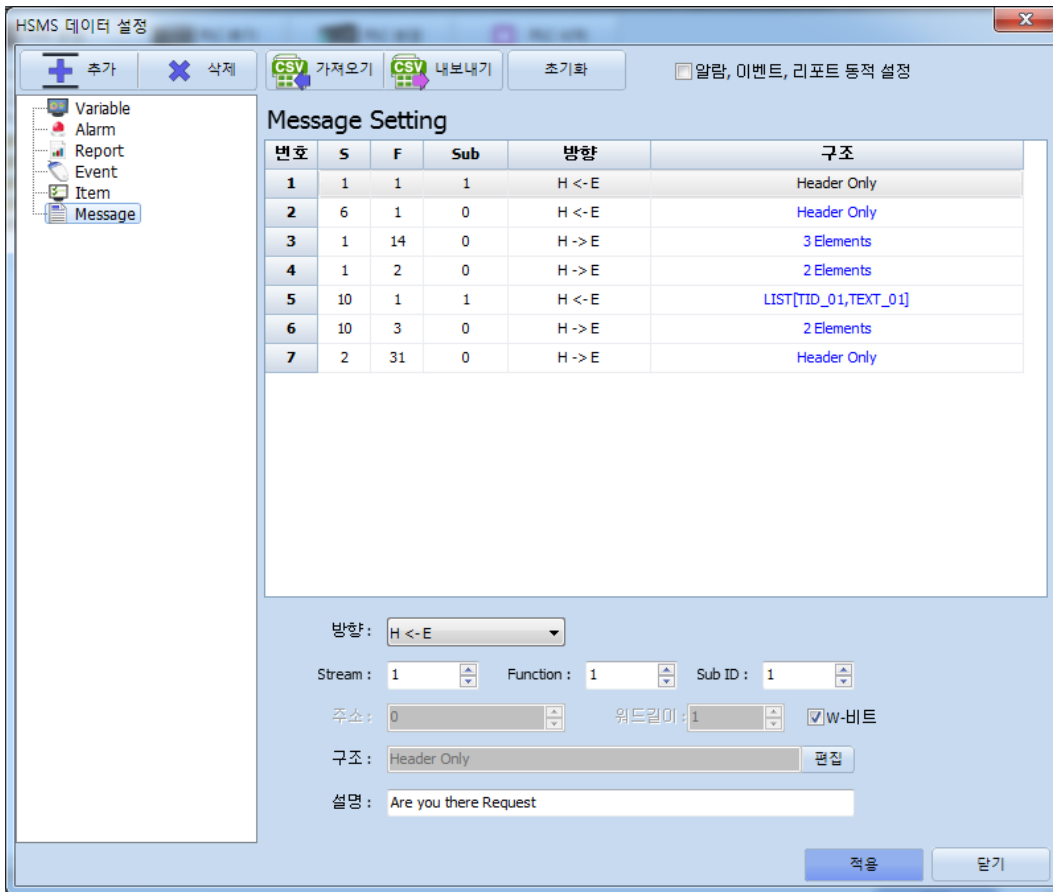 HSMS 데이터 설정
추가 삭제 CSV 가져오기 CSV 내보내기 초기화 알람, 이벤트, 리포트 동적 설정
Variable
Alarm
Report
Event
Item
Message
Message Setting
번호 S F Sub 방향 구조
1 1 1 1 H <- E Header Only
2 6 1 0 H <- E Header Only
3 1 14 0 H -> E 3 Elements
4 1 2 0 H -> E 2 Elements
5 10 1 1 H <- E LIST[TID_01,TEXT_01]
6 10 3 0 H -> E 2 Elements
7 2 31 0 H -> E Header Only
방향 : H <- E
Stream : 1 Function : 1 Sub ID : 1
주소 : 0 워드길이 : 1 W-비트
구조 : Header Only 편집
설명 : Are you there Request
적용 닫기